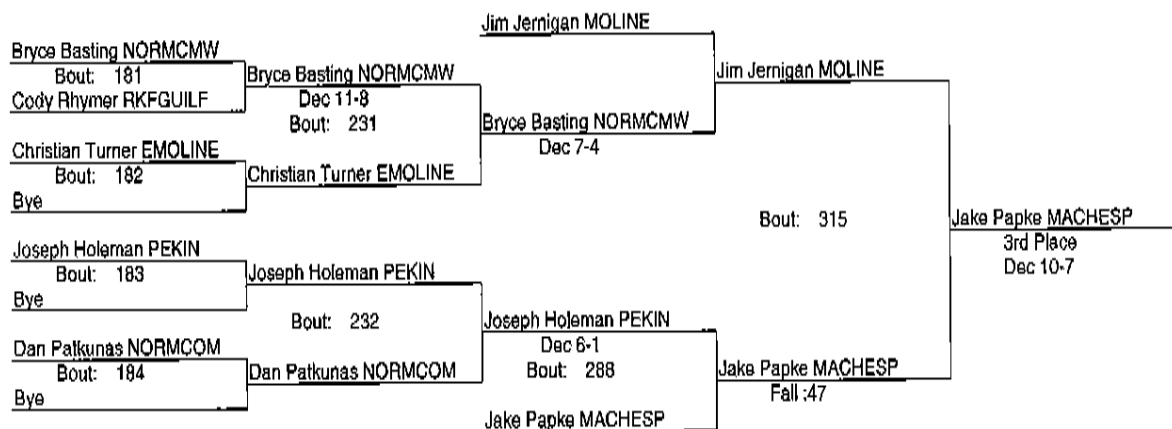 Jim Jernigan MOLINE
Bryce Basting NORMCMW
Bout: 181
Cody Rhymer RKFGUILF
Bryce Basting NORMCMW
Dec 11-8
Bout: 231
Jim Jernigan MOLINE
Bryce Basting NORMCMW
Dec 7-4
Christian Turner EMOLINE
Bout: 182
Bye
Christian Turner EMOLINE
Bout: 315
Jake Papke MACHESP
3rd Place
Dec 10-7
Joseph Holeman PEKIN
Bout: 183
Bye
Joseph Holeman PEKIN
Bout: 232
Joseph Holeman PEKIN
Dec 6-1
Bout: 288
Dan Patkunas NORMCOM
Bout: 184
Bye
Dan Patkunas NORMCOM
Jake Papke MACHESP
Fall :47
Jake Papke MACHESP